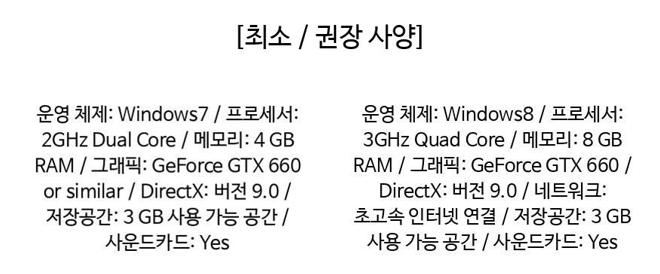 [최소 / 권장 사양]
운영 체제: Windows7 / 프로세서:
2GHz Dual Core / 메모리: 4 GB
RAM / 그래픽: GeForce GTX 660
or similar / DirectX: 버전 9.0 /
저장공간: 3 GB 사용 가능 공간 /
사운드카드: Yes
운영 체제: Windows8 / 프로세서:
3GHz Quad Core / 메모리: 8 GB
RAM / 그래픽: GeForce GTX 660 /
DirectX: 버전 9.0 / 네트워크:
초고속 인터넷 연결 / 저장공간: 3 GB
사용 가능 공간 / 사운드카드: Yes